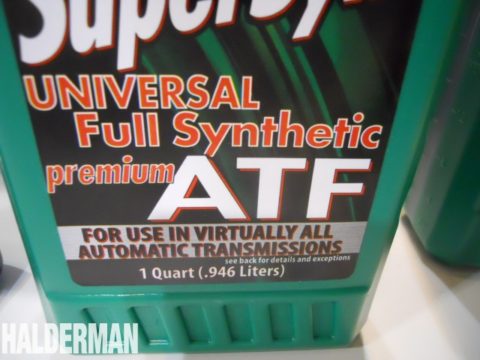 UNIVERSAL
Full Synthetic
premium ATF
FOR USE IN VIRTUALLY ALL
AUTOMATIC TRANSMISSIONS
see back for details and exceptions
1 Quart (.946 Liters)
HALDERMAN